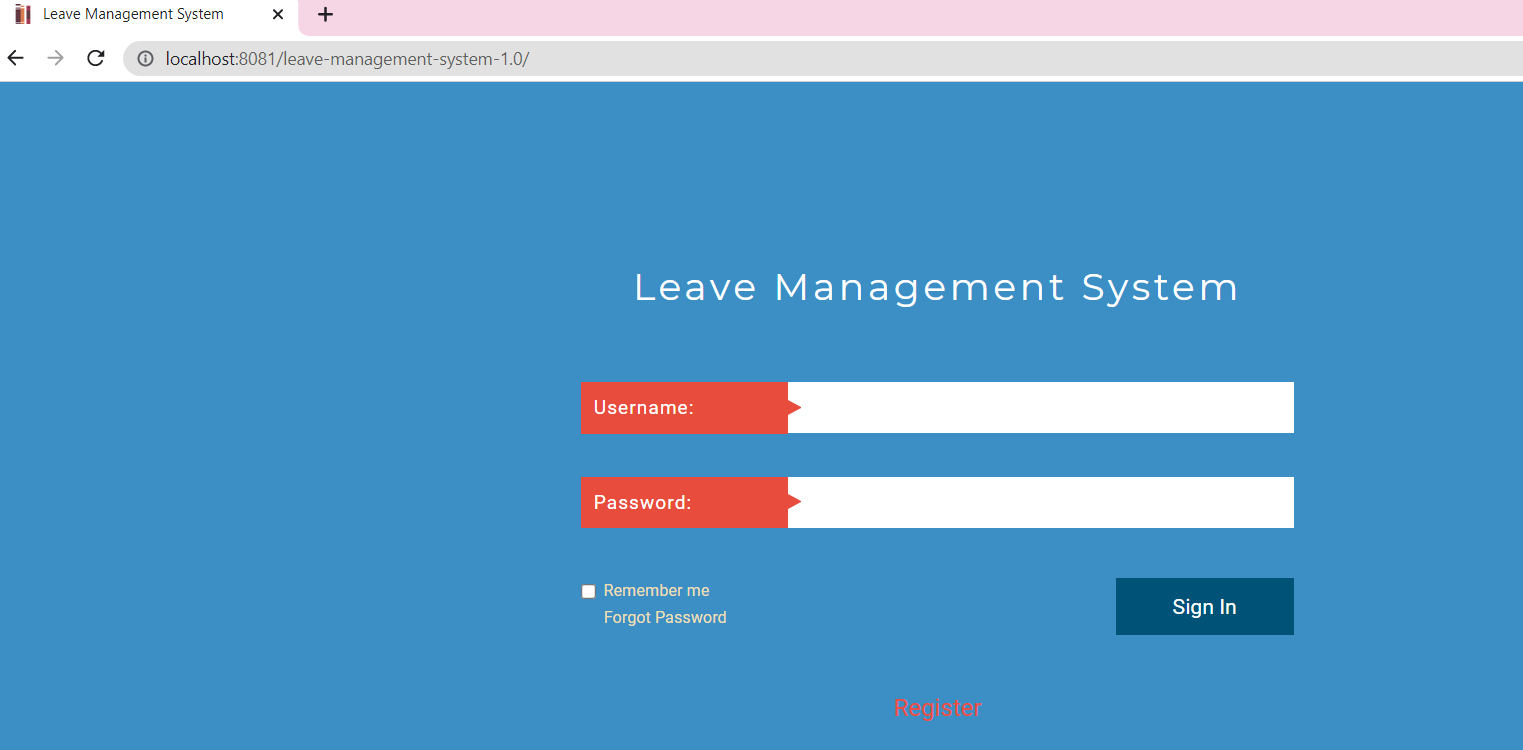 Leave Management System
localhost:8081/leave-management-system-1.0/
Leave Management System
Username:
Password:
Remember me
Forgot Password
Sign In
Register